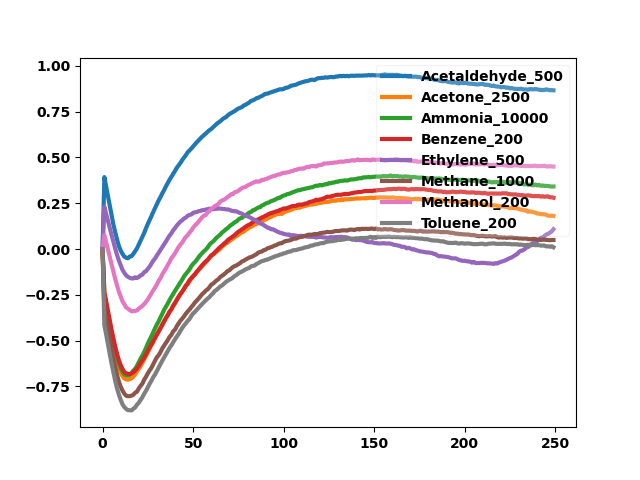 1.00
0.75
0.50
0.25
0.00
−0.25
−0.50
−0.75
0
50
100
150
200
250
Acetaldehyde_500
Acetone_2500
Ammonia_10000
Benzene_200
Ethylene_500
Methane_1000
Methanol_200
Toluene_200